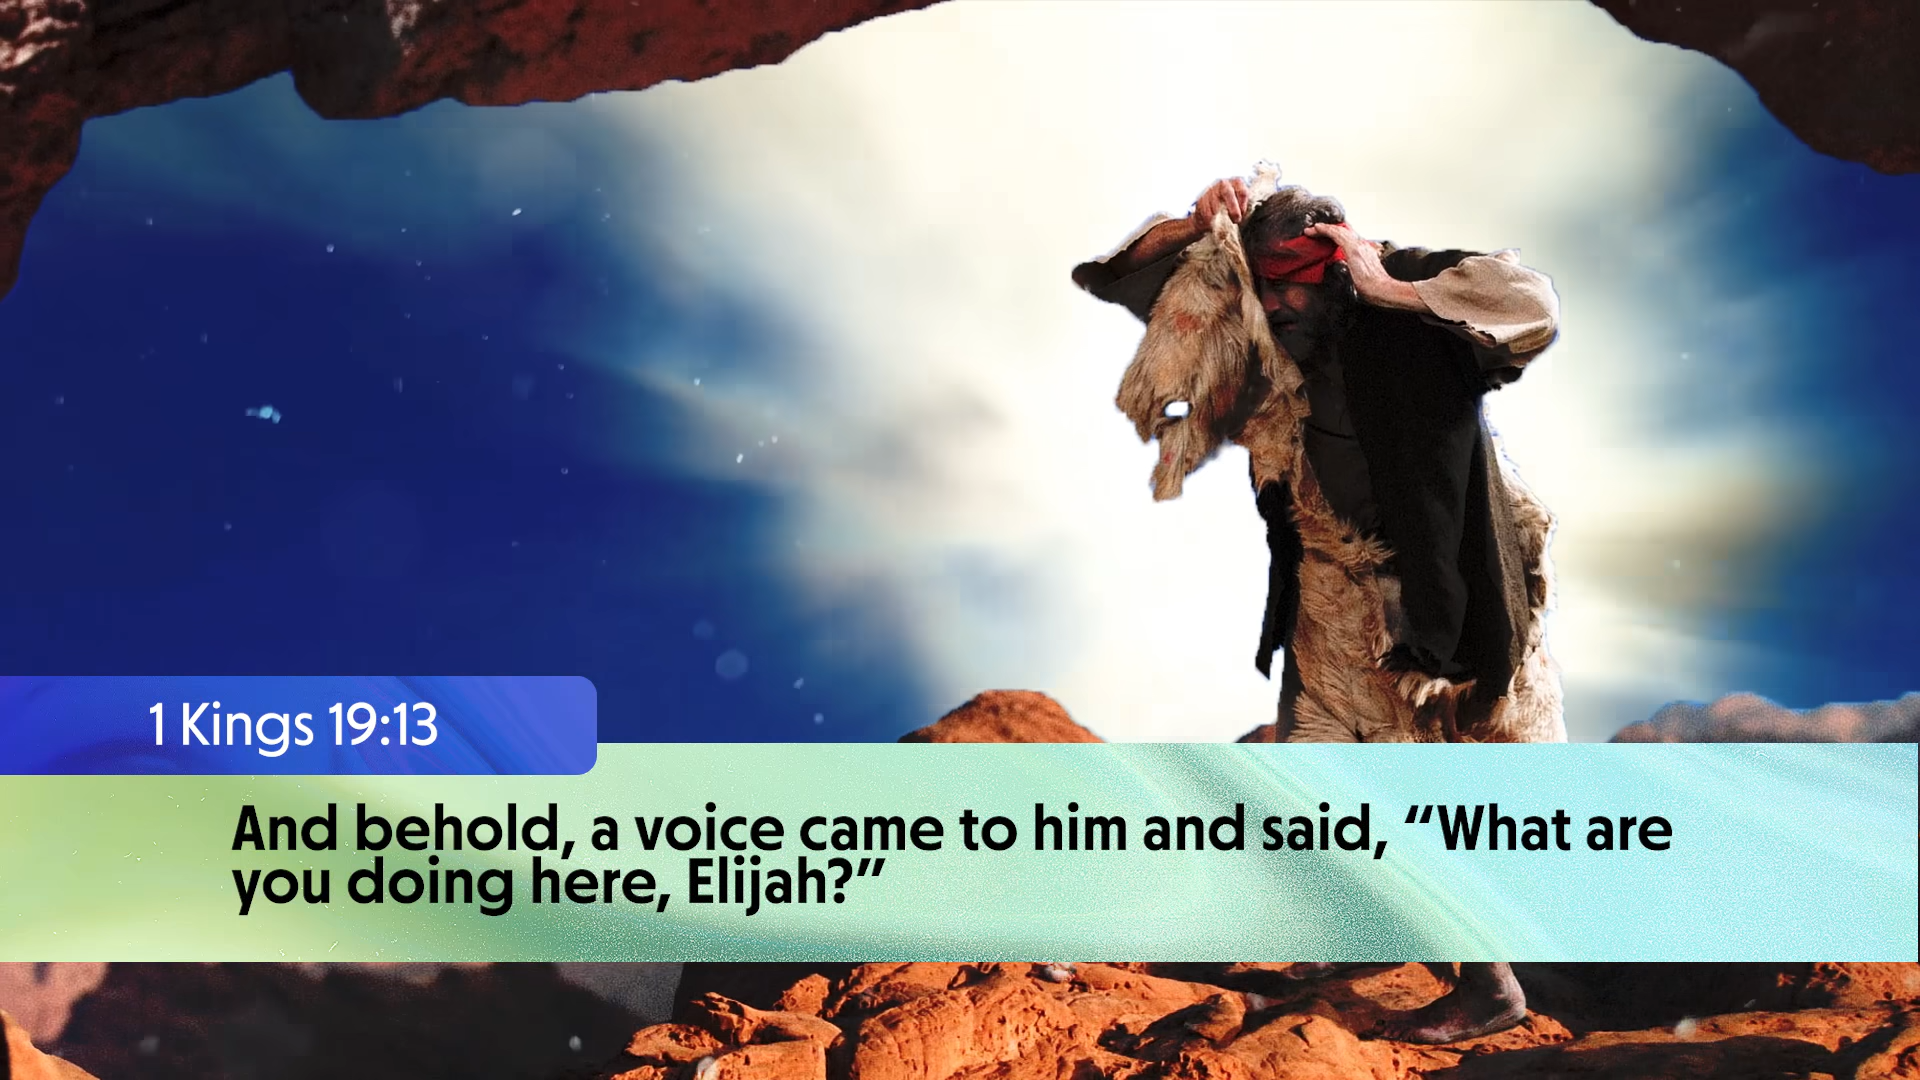 1 Kings 19:13
And behold, a voice came to him and said, “What are
you doing here, Elijah?”